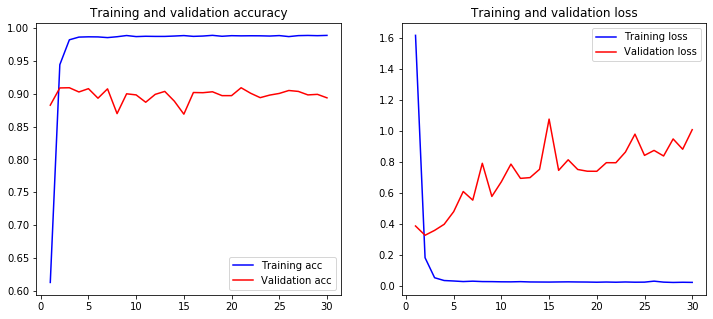 Training and validation accuracy
1.00
0.95
0.90
0.85
0.80
0.75
0.70
0.65
0.60
0 5 10 15 20 25 30
Training acc
Validation acc
Training and validation loss
1.6
1.4
1.2
1.0
0.8
0.6
0.4
0.2
0.0
0 5 10 15 20 25 30
Training loss
Validation loss